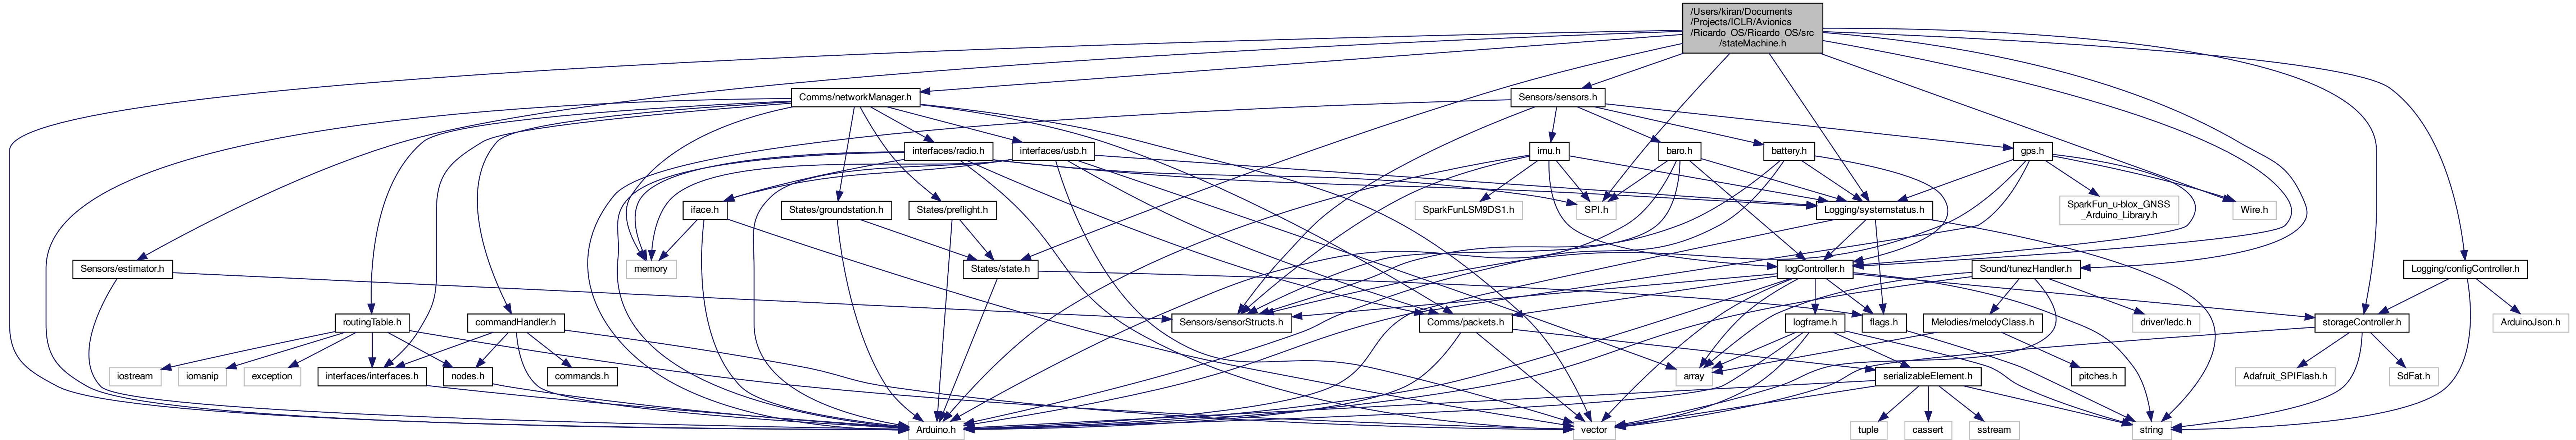 /Users/kiran/Documents
/Projects/ICLR/Avionics
/Ricardo_OS/Ricardo_OS/src
/stateMachine.h
Comms/networkManager.h
Sensors/sensors.h
interfaces/radio.h
interfaces/usb.h
imu.h
baro.h
battery.h
gps.h
iface.h
States/groundstation.h
States/preflight.h
SparkFunLSM9DS1.h
SPI.h
Logging/systemstatus.h
SparkFun_u-blox_GNSS
_Arduino_Library.h
Wire.h
Sensors/estimator.h
memory
States/state.h
logController.h
Sound/tunezHandler.h
Logging/configController.h
routingTable.h
commandHandler.h
Sensors/sensorStructs.h
Comms/packets.h
logframe.h
flags.h
Melodies/melodyClass.h
driver/ledc.h
storageController.h
ArduinoJson.h
iostream
iomanip
exception
interfaces/interfaces.h
nodes.h
commands.h
array
serializableElement.h
pitches.h
Adafruit_SPIFlash.h
SdFat.h
Arduino.h
vector
tuple
cassert
sstream
string